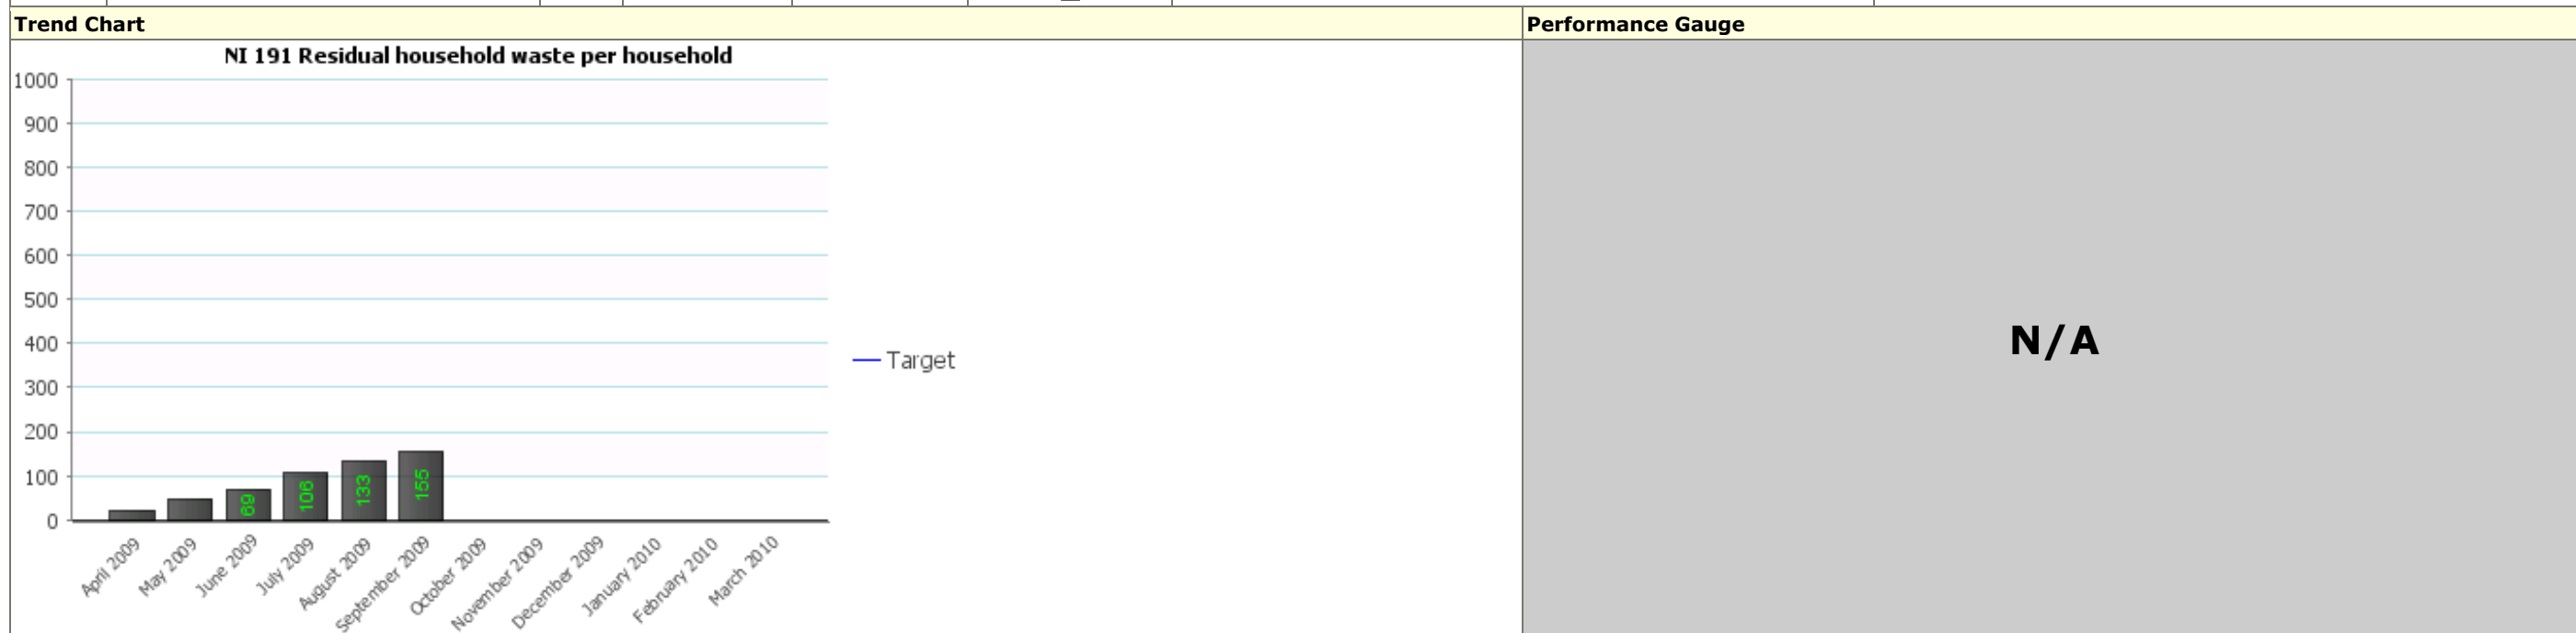 Trend Chart
Performance Gauge
NI 191 Residual household waste per household
1000
900
800
700
600
500
400
300
200
100
0
69
106
133
155
April 2009
May 2009
June 2009
July 2009
August 2009
September 2009
October 2009
November 2009
December 2009
January 2010
February 2010
March 2010
Target
N/A